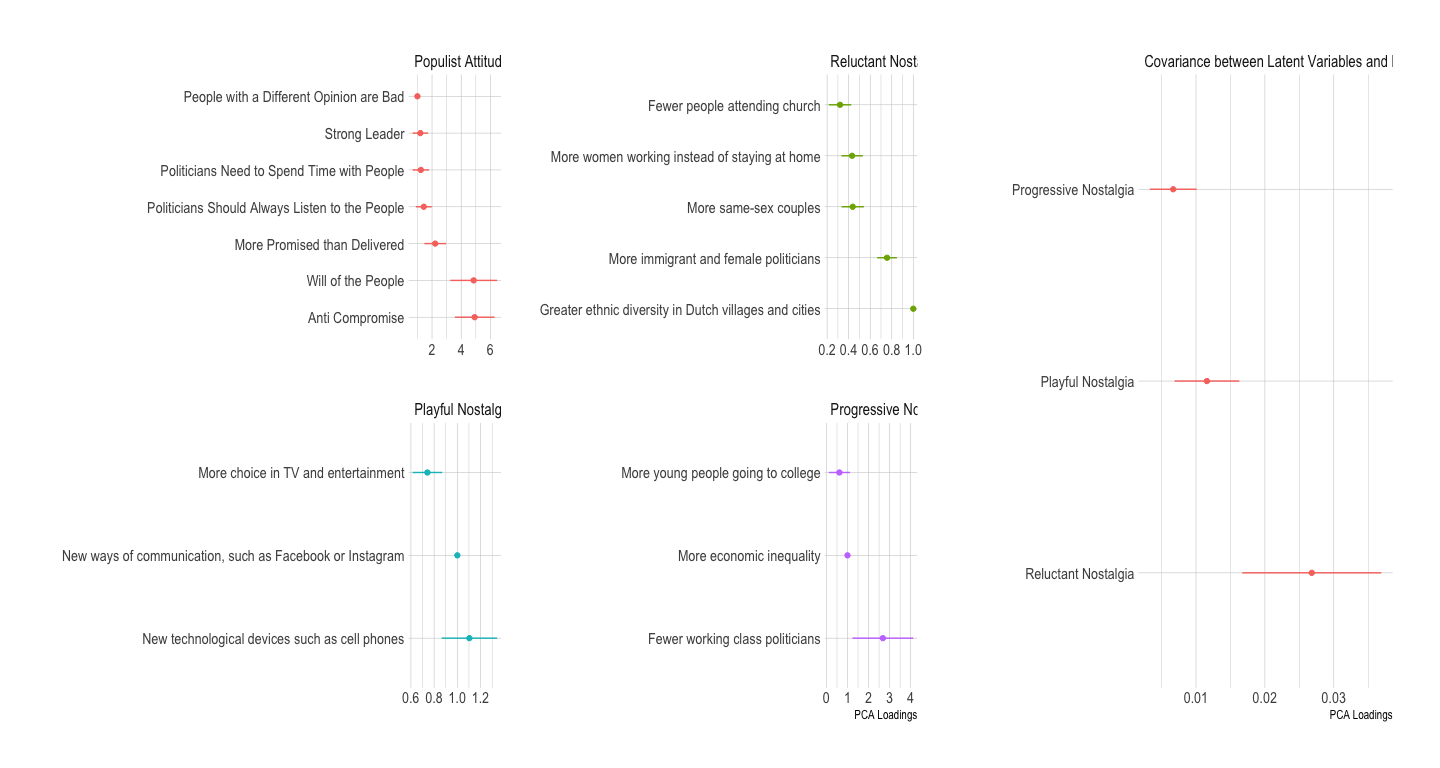 Populist Attitud
People with a Different Opinion are Bad
Strong Leader
Politicians Need to Spend Time with People
Politicians Should Always Listen to the People
More Promised than Delivered
Will of the People
Anti Compromise
2 4 6
Reluctant Nost
Fewer people attending church
More women working instead of staying at home
More same-sex couples
More immigrant and female politicians
Greater ethnic diversity in Dutch villages and cities
0.2 0.4 0.6 0.8 1.0
Playful Nostalg
More choice in TV and entertainment
New ways of communication, such as Facebook or Instagram
New technological devices such as cell phones
0.6 0.8 1.0 1.2
Progressive No
More young people going to college
More economic inequality
Fewer working class politicians
0 1 2 3 4
PCA Loadings
Covariance between Latent Variables and
Progressive Nostalgia
Playful Nostalgia
Reluctant Nostalgia
0.01 0.02 0.03
PCA Loadings